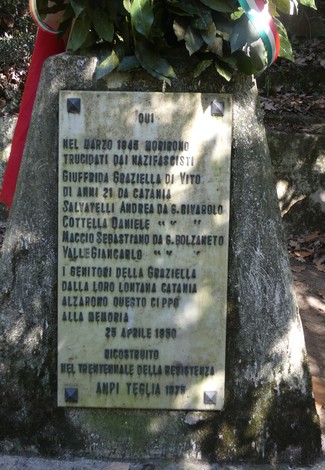 QUI
NEL MARZO 1945 MORIRONO
TRUCIDATI DAI NAZIFASCISTI
GIUFFRIDA GRAZIELLA DI VITO
DI ANNI 21 DA CATANIA
SALVATELLI ANDREA DA G. RIVAROLO
COTTELLA DANIELE " " "
MACCIO SEBASTIANO DA G. BOLZANETO
VALLE GIANCARLO " " "
I GENITORI DELLA GRAZIELLA
DALLA LORO LONTANA CATANIA
ALZARONO QUESTO CIPPO
ALLA MEMORIA
25 APRILE 1950
RICOSTRUITO
NEL TRENTENNALE DELLA RESISTENZA
ANPI TEGLIA